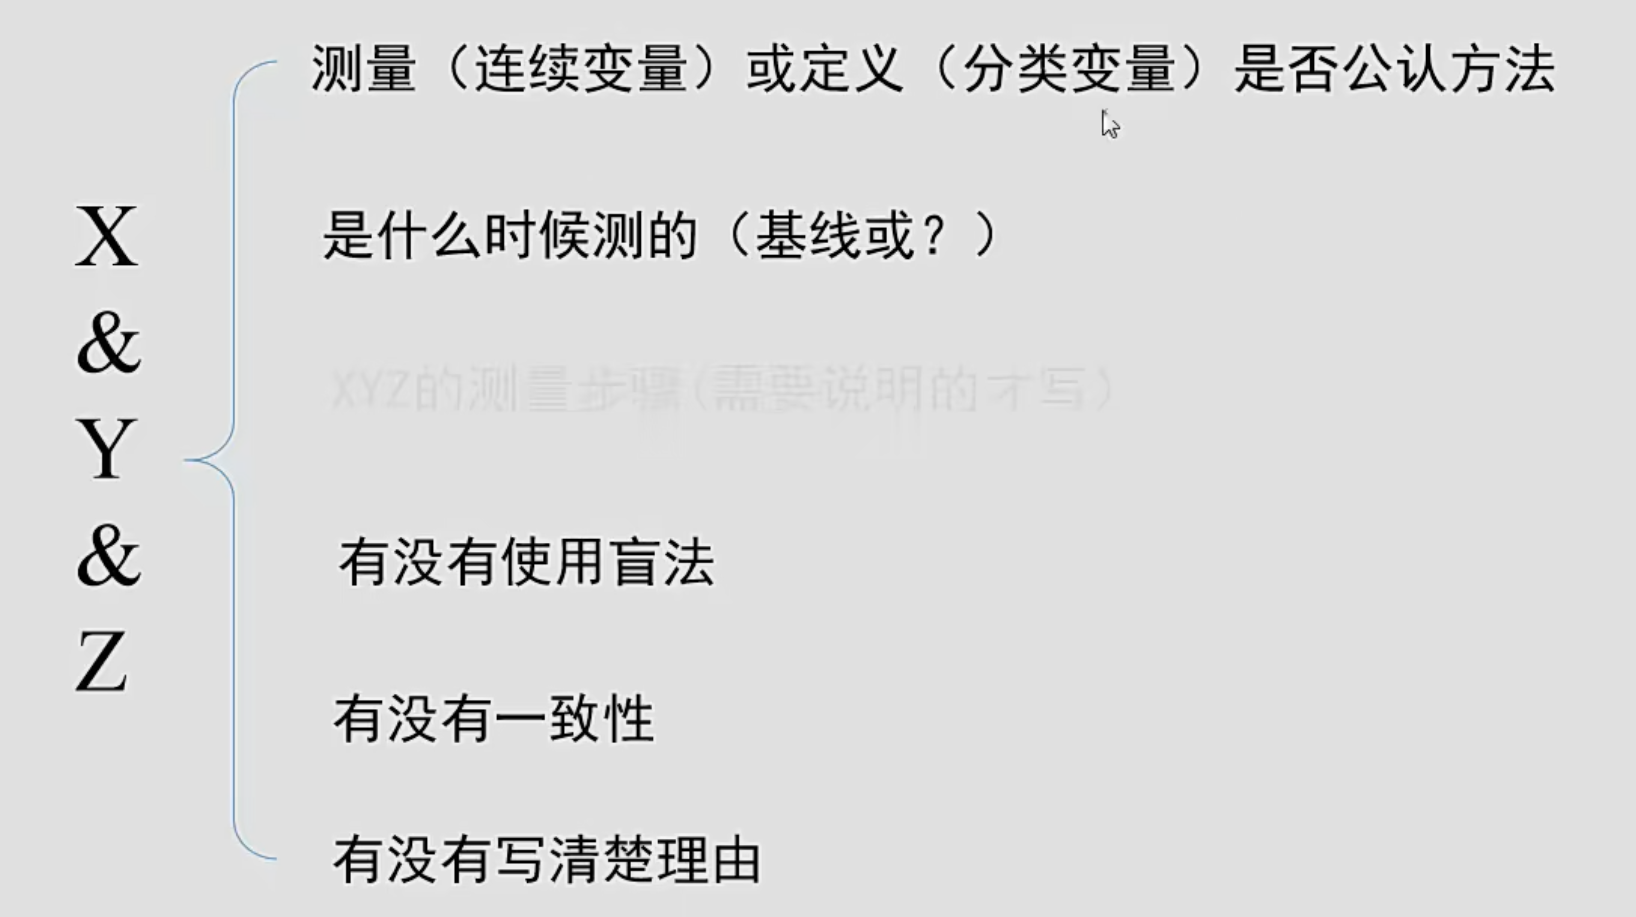 测量（连续变量）或定义（分类变量）是否公认方法
X
是什么时候测的（基线或？）
&
XYZ的测量步骤(需要说明的才写)
Y
&
有没有使用盲法
Z
有没有一致性
有没有写清楚理由